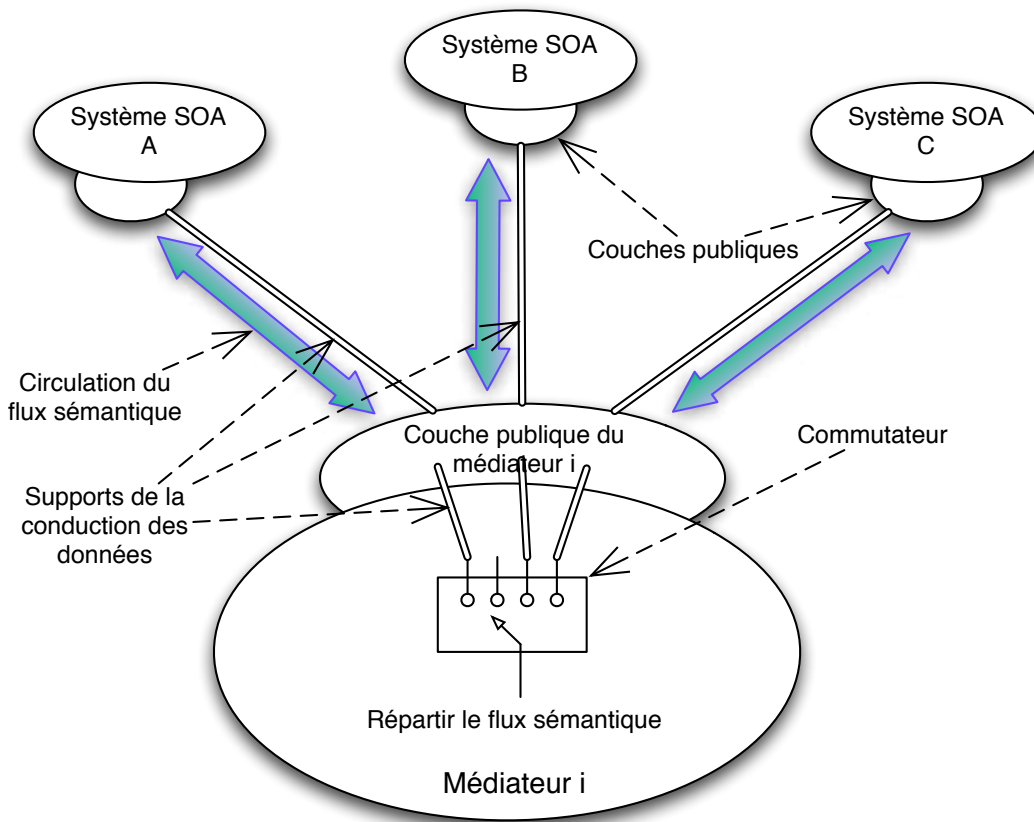 Système SOA
B
Système SOA
A
Système SOA
C
Couches publiques
Circulation du
flux sémantique
Couche publique du
médiateur i
Commutateur
Supports de la
conduction des
données
Répartir le flux sémantique
Médiateur i